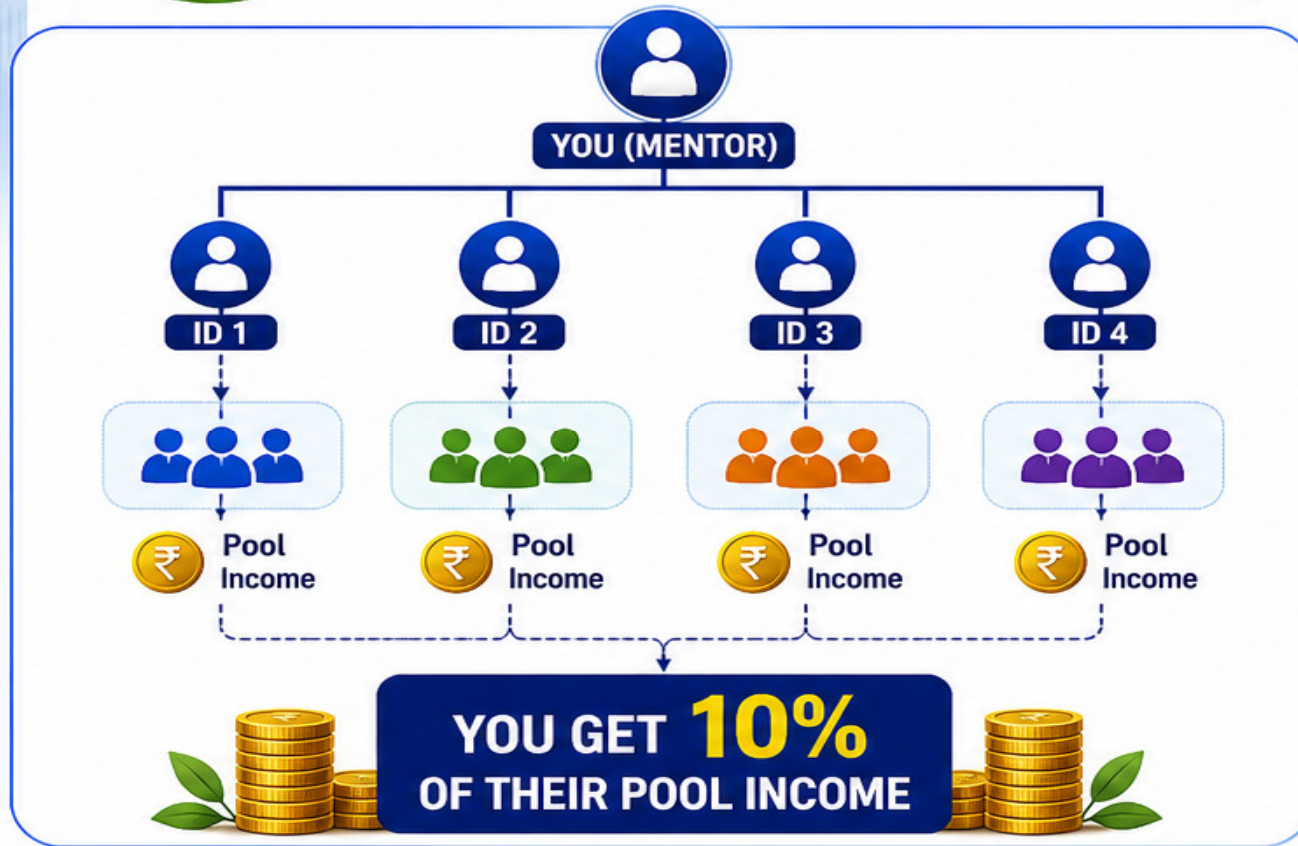 YOU (MENTOR)
ID 1
ID 2
ID 3
ID 4
₹ Pool
Income
₹ Pool
Income
₹ Pool
Income
₹ Pool
Income
YOU GET 10%
OF THEIR POOL INCOME